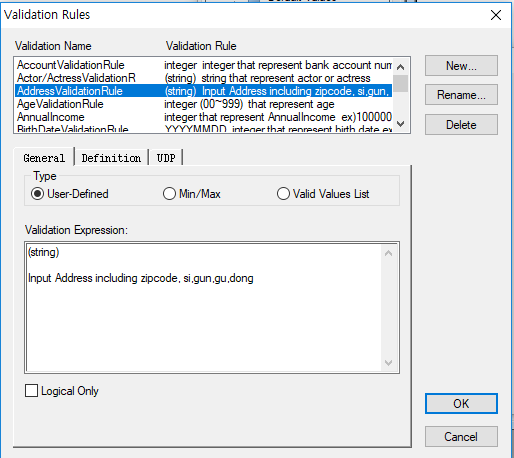 Default Values
Validation Rules
Validation Name Validation Rule
AccountValidationRule integer integer that represent bank account num
Actor/ActressValidationR (string) string that represent actor or actress
AddressValidationRule (string) Input Address including zipcode, si,gun,
AgeValidationRule integer (00~999) that represent age
AnnualIncome integer that represent AnnualIncome ex)100000
BirthDateValidationRule YYYYMMDD integer that represent birth date ex
New...
Rename...
Delete
General Definition UDP
Type
User-Defined Min/Max Valid Values List
Validation Expression:
(string)
Input Address including zipcode, si,gun,gu,dong
Logical Only
OK
Cancel